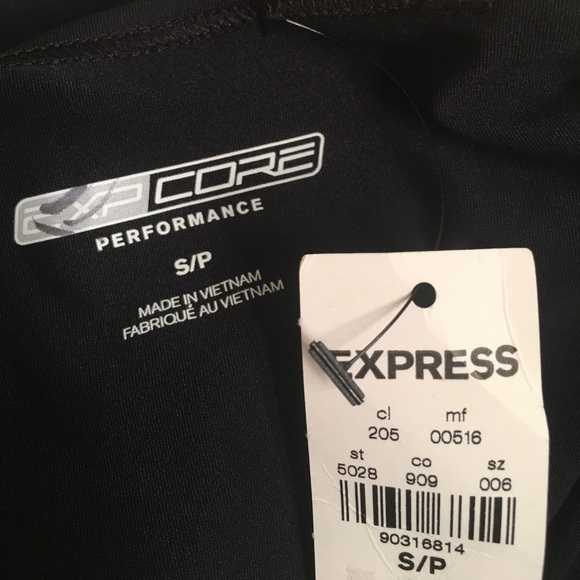 EXP CORE
PERFORMANCE
S/P
MADE IN VIETNAM
FABRIQUÉ AU VIETNAM
EXPRESS
cl mf
205 00516
st co sz
5028 909 006
90316814
S/P